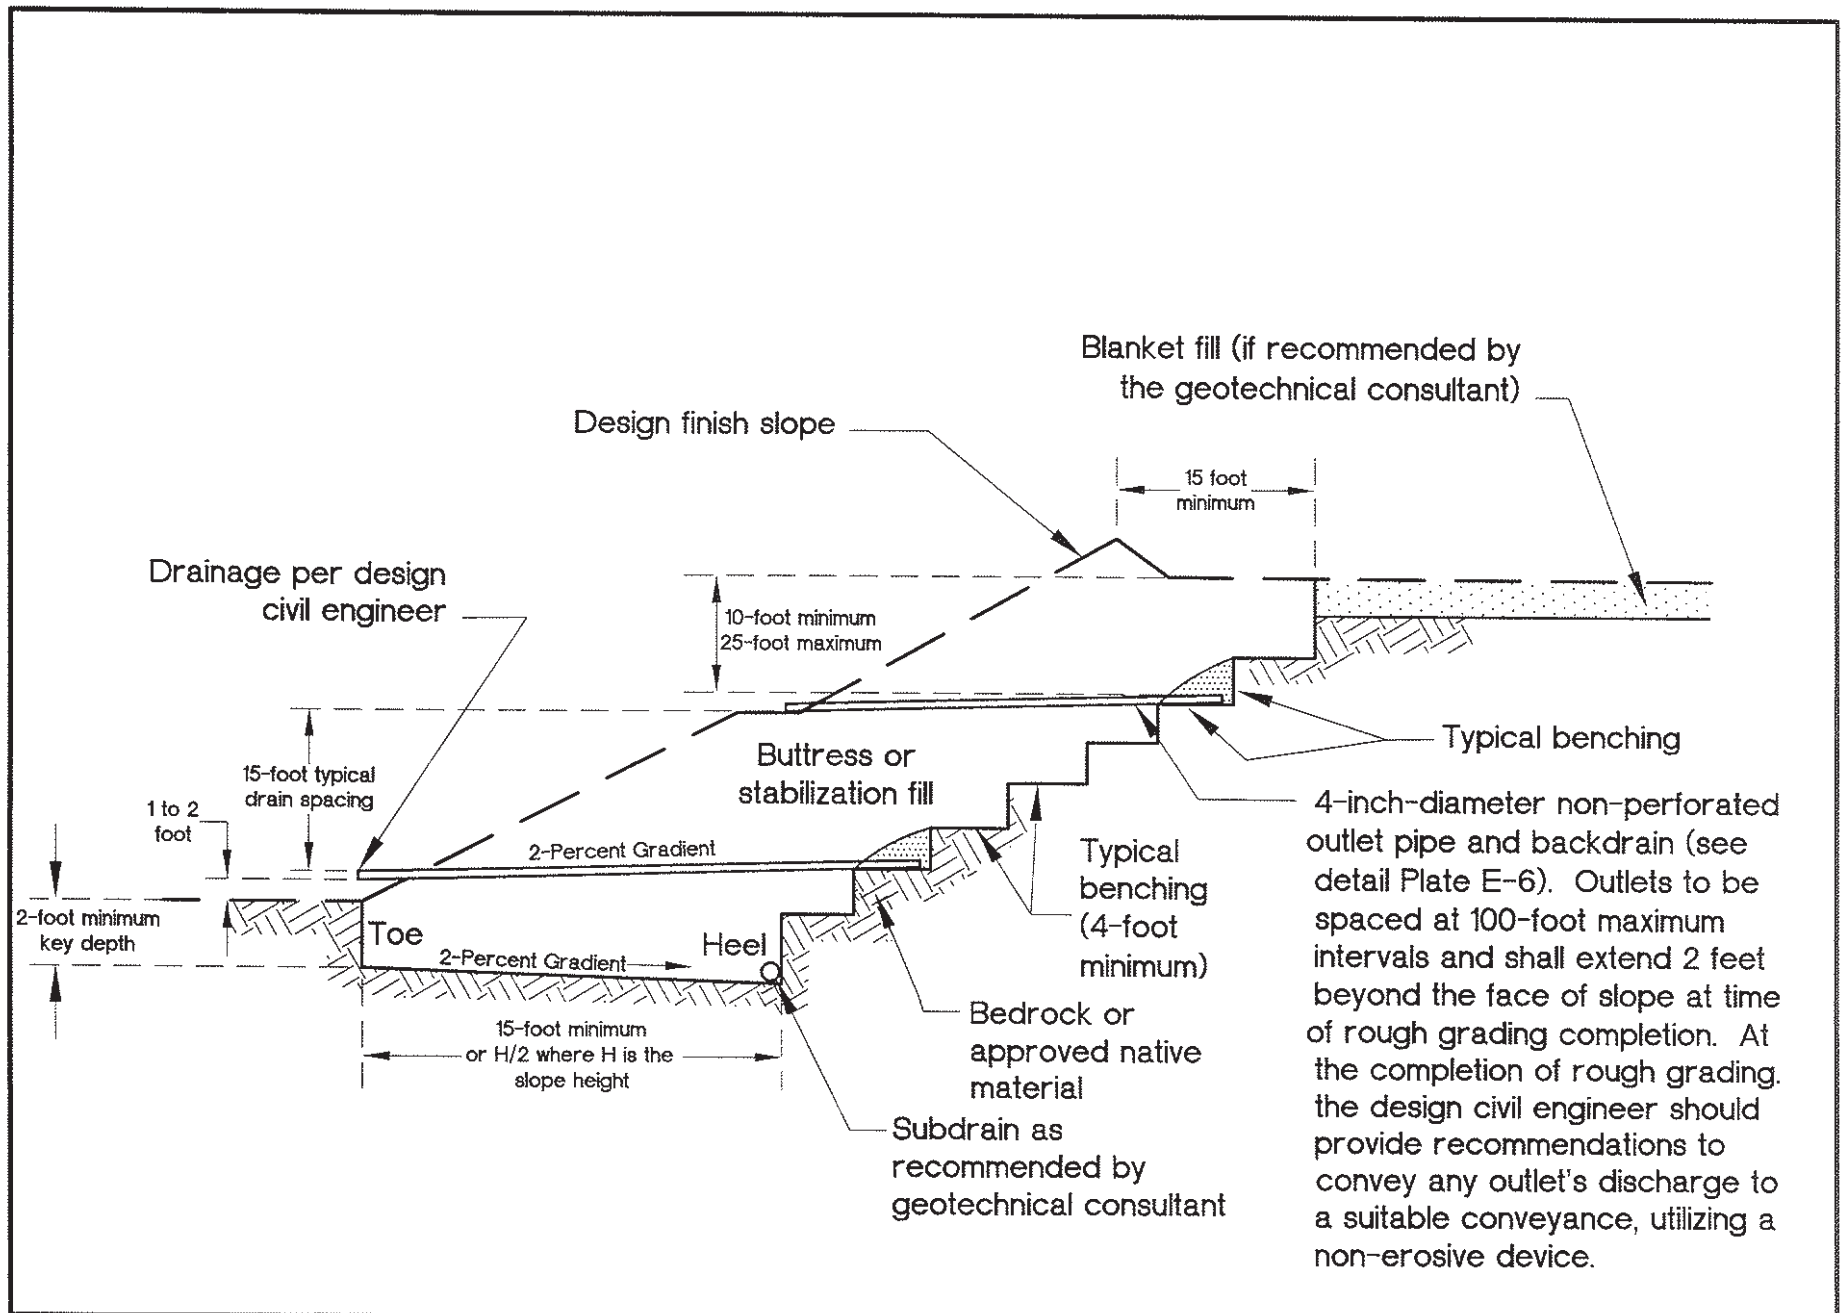 Blanket fill (if recommended by
the geotechnical consultant)
Design finish slope
15 foot
minimum
Drainage per design
civil engineer
10-foot minimum
25-foot maximum
Typical benching
Buttress or
stabilization fill
15-foot typical
drain spacing
1 to 2
foot
2-Percent Gradient
4-inch-diameter non-perforated
outlet pipe and backdrain (see
detail Plate E-6). Outlets to be
spaced at 100-foot maximum
intervals and shall extend 2 feet
beyond the face of slope at time
of rough grading completion. At
the completion of rough grading.
the design civil engineer should
provide recommendations to
convey any outlet's discharge to
a suitable conveyance, utilizing a
non-erosive device.
Typical
benching
(4-foot
minimum)
2-foot minimum
key depth
Toe
Heel
2-Percent Gradient
15-foot minimum
or H/2 where H is the
slope height
Bedrock or
approved native
material
Subdrain as
recommended by
geotechnical consultant